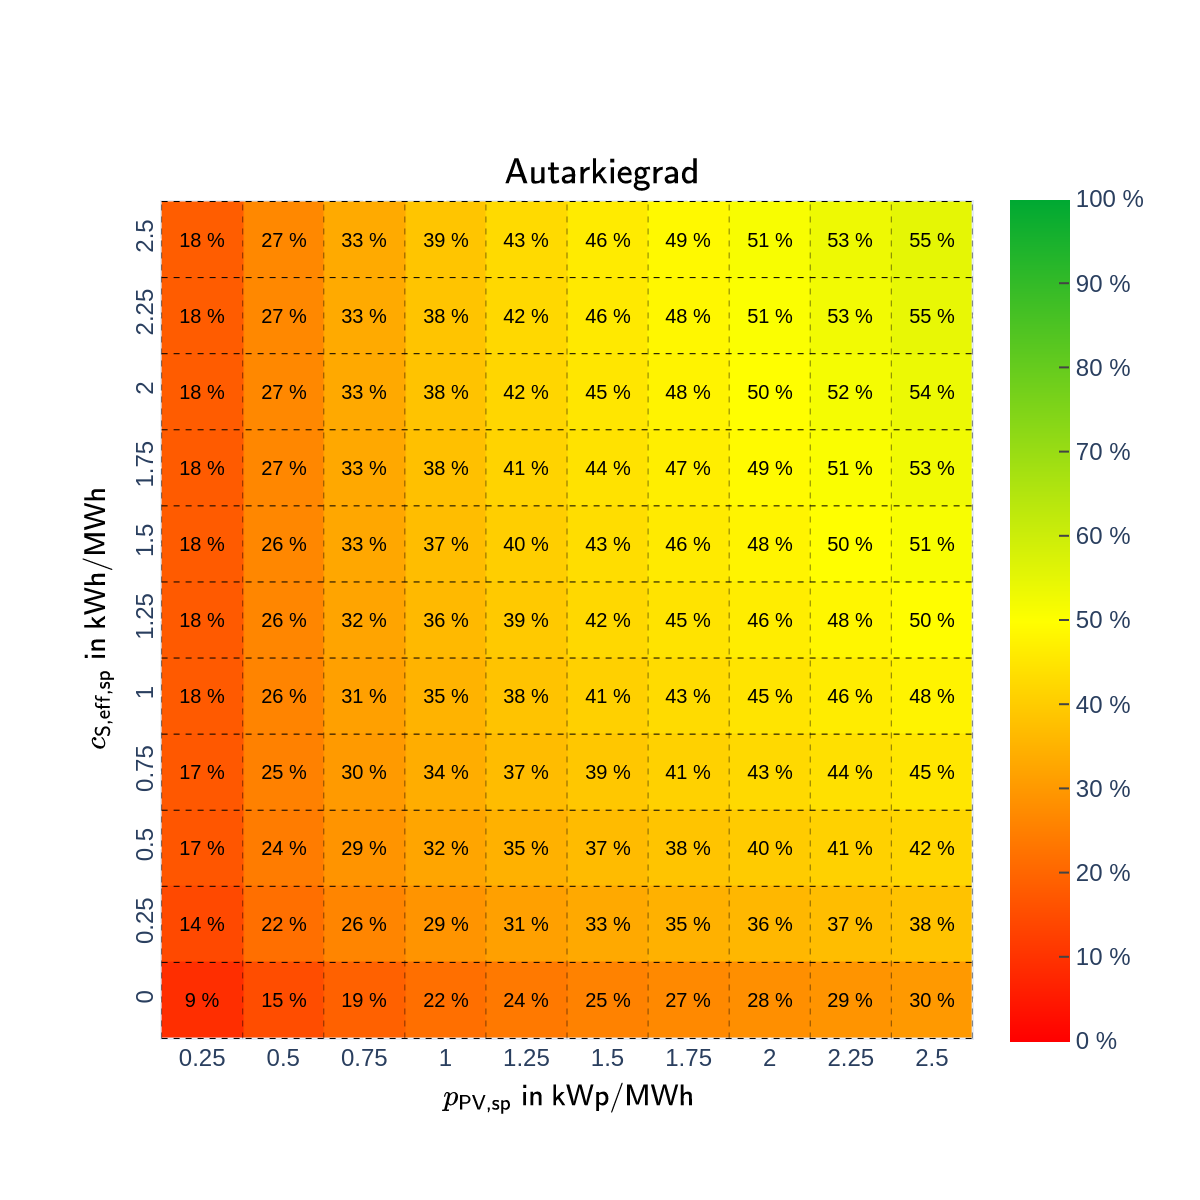 Autarkiegrad
100 %
2.5 18 % 27 % 33 % 39 % 43 % 46 % 49 % 51 % 53 % 55 %
90 %
2.25 18 % 27 % 33 % 38 % 42 % 46 % 48 % 51 % 53 % 55 %
80 %
2 18 % 27 % 33 % 38 % 42 % 45 % 48 % 50 % 52 % 54 %
70 %
1.75 18 % 27 % 33 % 38 % 41 % 44 % 47 % 49 % 51 % 53 %
60 %
1.5 18 % 26 % 33 % 37 % 40 % 43 % 46 % 48 % 50 % 51 %
50 %
1.25 18 % 26 % 32 % 36 % 39 % 42 % 45 % 46 % 48 % 50 %
c_S,eff,sp in kWh/MWh
1 18 % 26 % 31 % 35 % 38 % 41 % 43 % 45 % 46 % 48 %
40 %
0.75 17 % 25 % 30 % 34 % 37 % 39 % 41 % 43 % 44 % 45 %
30 %
0.5 17 % 24 % 29 % 32 % 35 % 37 % 38 % 40 % 41 % 42 %
20 %
0.25 14 % 22 % 26 % 29 % 31 % 33 % 35 % 36 % 37 % 38 %
10 %
0 9 % 15 % 19 % 22 % 24 % 25 % 27 % 28 % 29 % 30 %
0 %
0.25 0.5 0.75 1 1.25 1.5 1.75 2 2.25 2.5
p_PV,sp in kWp/MWh